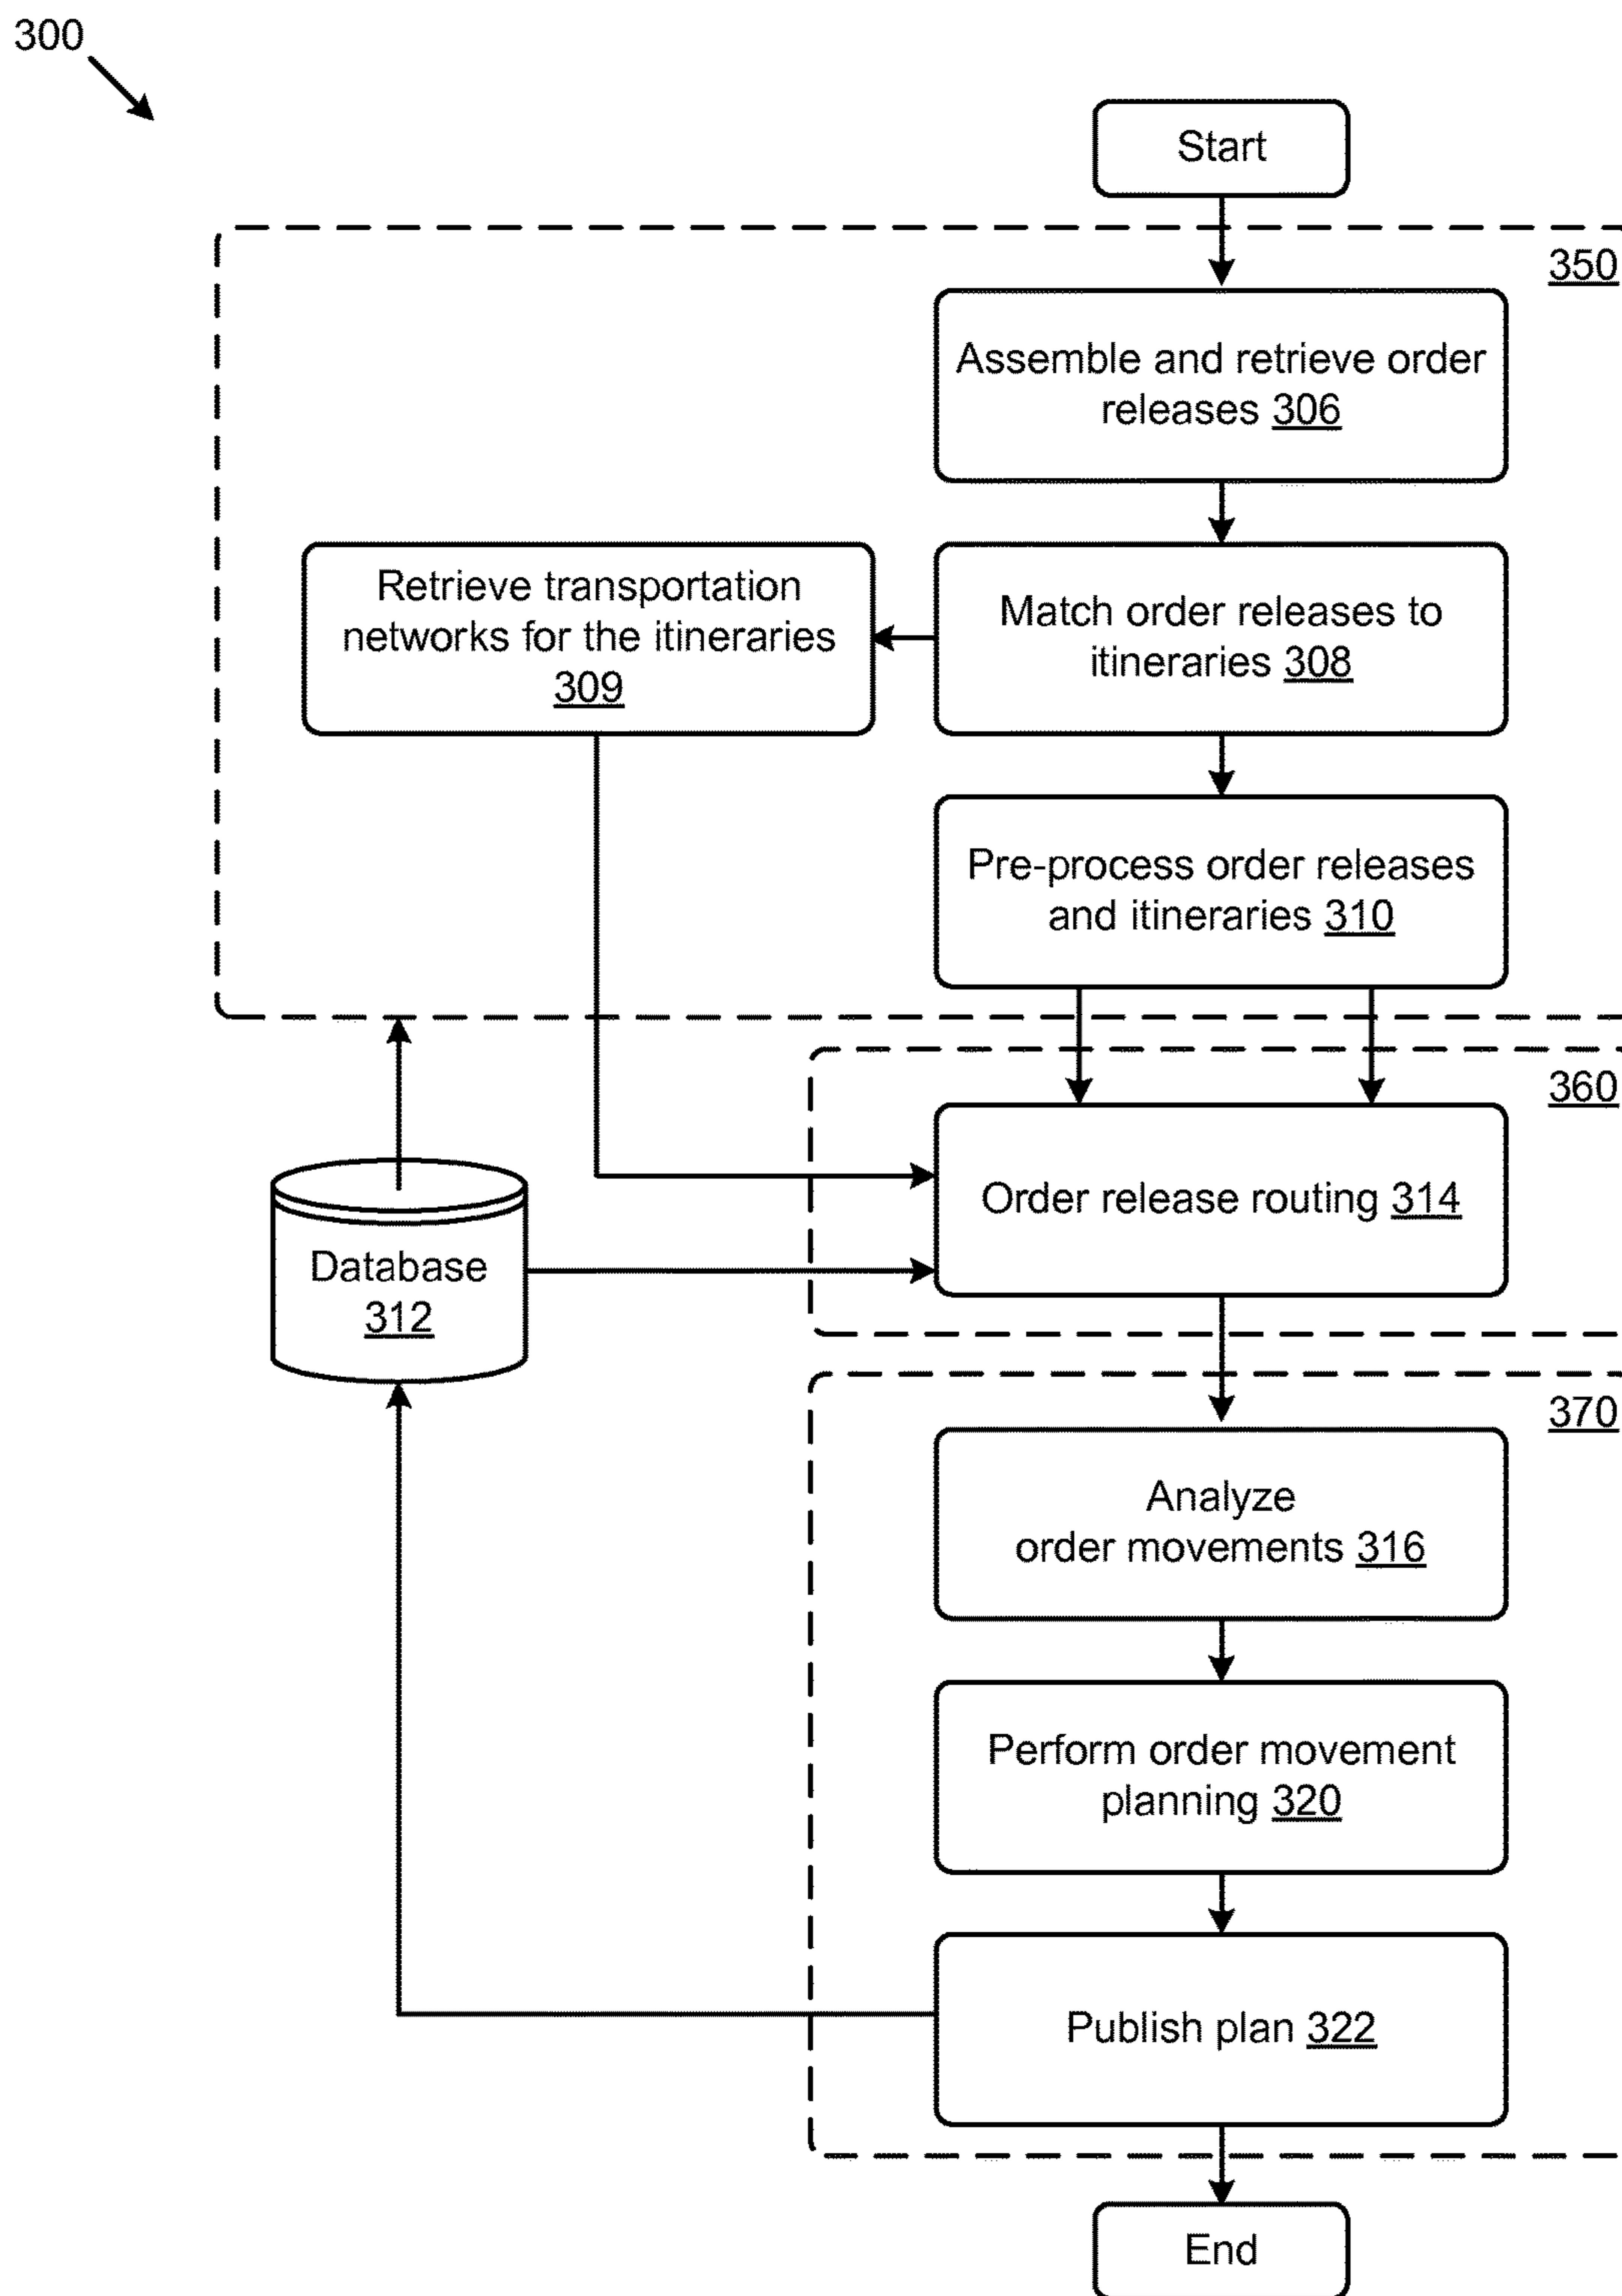 300
Start
350
Assemble and retrieve order
releases 306
Retrieve transportation
networks for the itineraries
309
Match order releases to
itineraries 308
Pre-process order releases
and itineraries 310
360
Order release routing 314
Database
312
370
Analyze
order movements 316
Perform order movement
planning 320
Publish plan 322
End